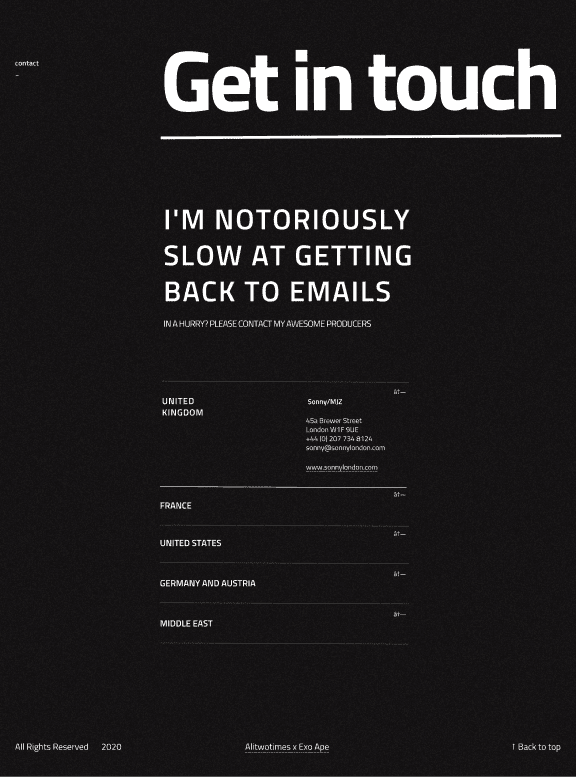 contact
–
Get in touch
I'M NOTORIOUSLY
SLOW AT GETTING
BACK TO EMAILS
IN A HURRY? PLEASE CONTACT MY AWESOME PRODUCERS
UNITED
KINGDOM
Sonny/MJZ
45a Brewer Street
London W1F 9UE
+44 (0) 207 734 8124
sonny@sonnylondon.com
www.sonnylondon.com
FRANCE
UNITED STATES
GERMANY AND AUSTRIA
MIDDLE EAST
All Rights Reserved 2020
Alitwotimes x Exo Ape
↑ Back to top